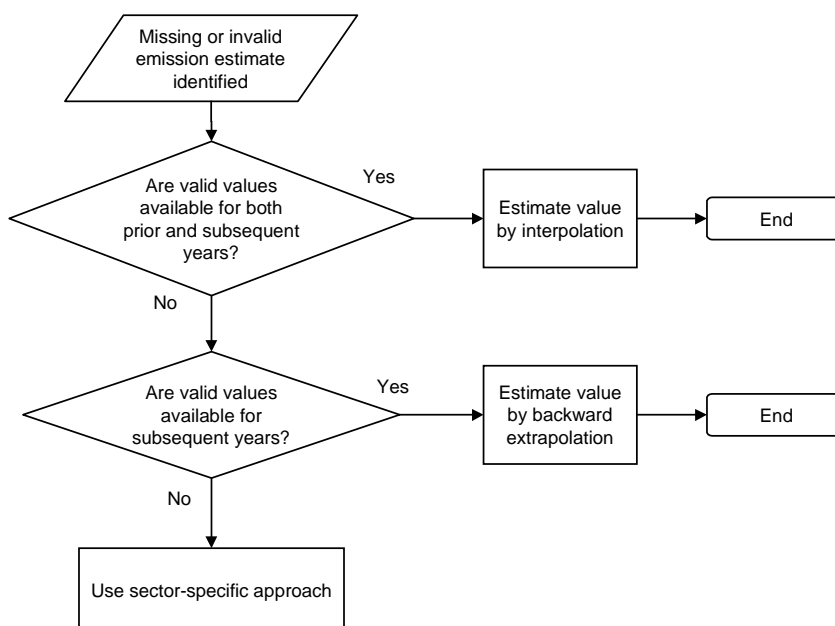 Missing or invalid
emission estimate
identified
Are valid values
available for both
prior and subsequent
years?
Yes
Estimate value
by interpolation
End
No
Are valid values
available for
subsequent years?
Yes
Estimate value
by backward
extrapolation
End
No
Use sector-specific approach